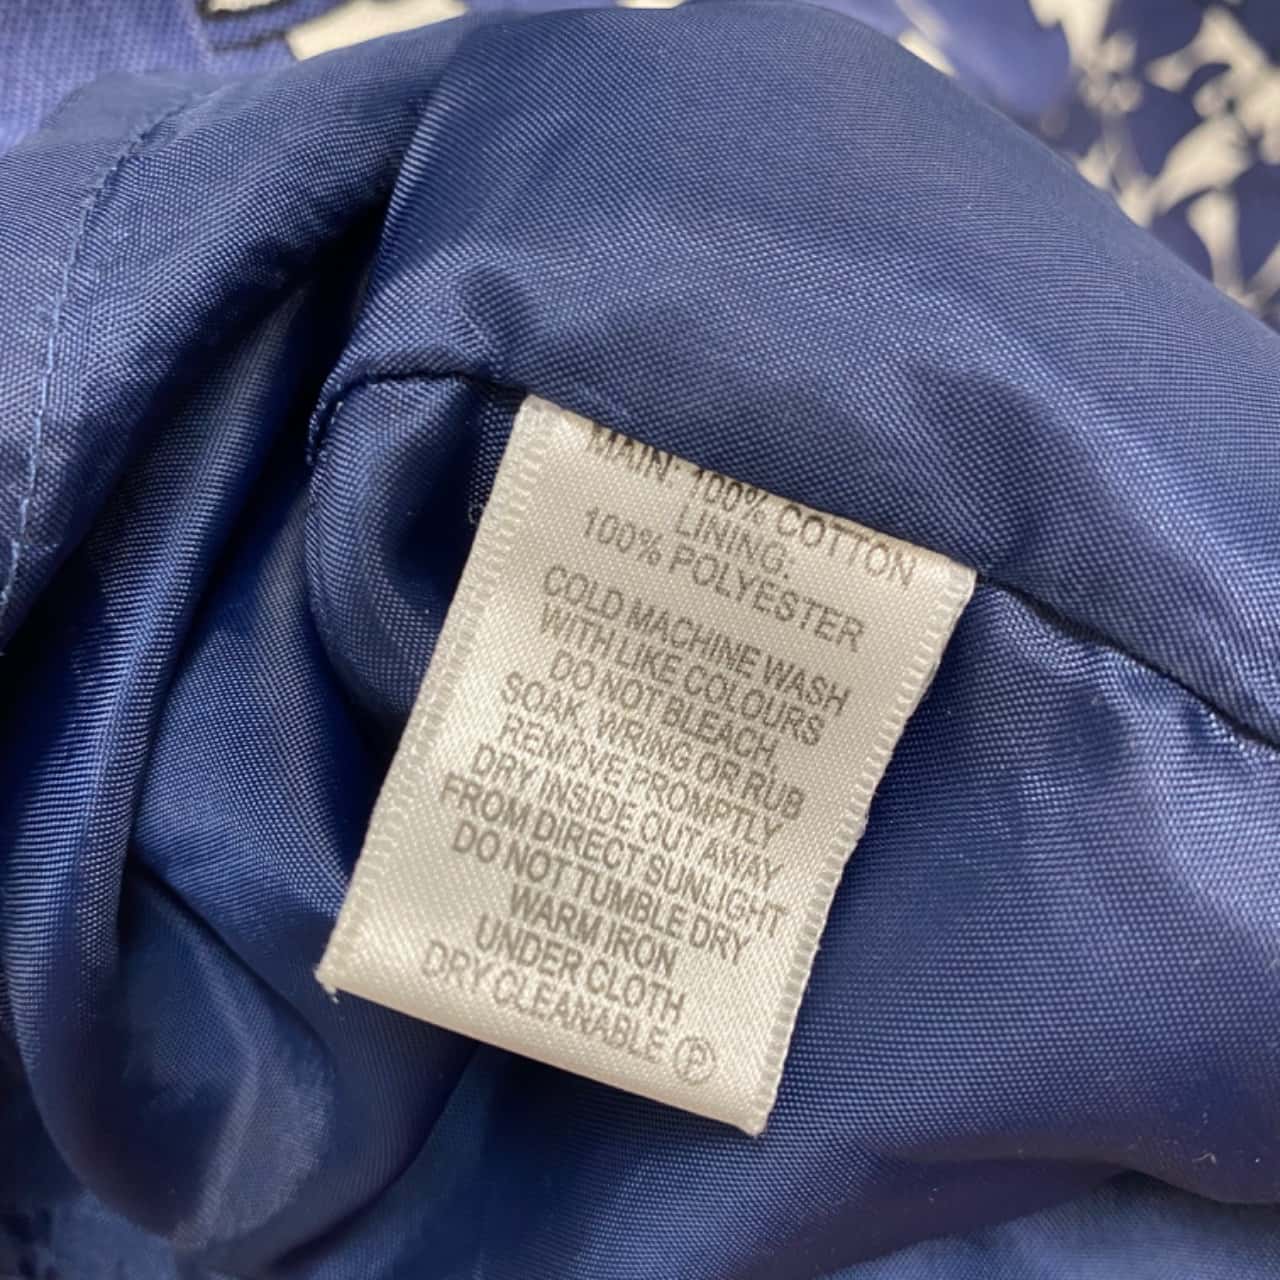 MAIN: 100% COTTON
LINING:
100% POLYESTER
COLD MACHINE WASH
WITH LIKE COLOURS
DO NOT BLEACH,
SOAK, WRING OR RUB
REMOVE PROMPTLY
DRY INSIDE OUT AWAY
FROM DIRECT SUNLIGHT
DO NOT TUMBLE DRY
WARM IRON
UNDER CLOTH
DRY CLEANABLE Ⓟ